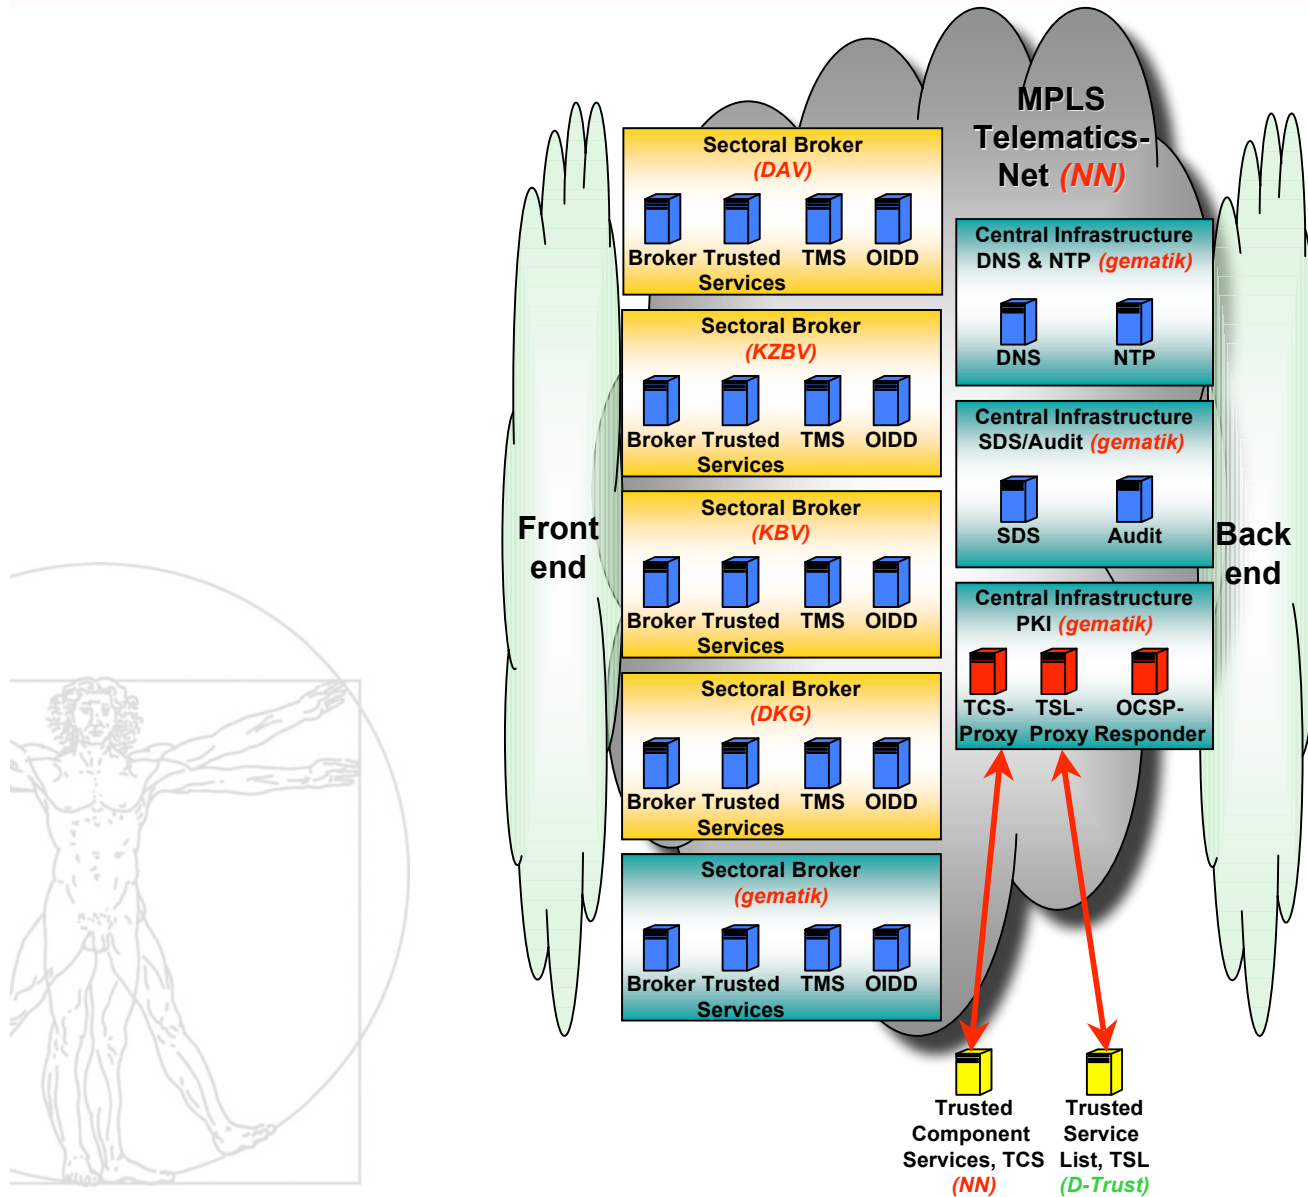 MPLS
Telematics-
Net (NN)
Sectoral Broker
(DAV)
Broker Trusted Services TMS OIDD
Sectoral Broker
(KZBV)
Broker Trusted Services TMS OIDD
Sectoral Broker
(KBV)
Broker Trusted Services TMS OIDD
Sectoral Broker
(DKG)
Broker Trusted Services TMS OIDD
Sectoral Broker
(gematik)
Broker Trusted Services TMS OIDD
Front
end
Central Infrastructure
DNS & NTP (gematik)
DNS NTP
Central Infrastructure
SDS/Audit (gematik)
SDS Audit
Central Infrastructure
PKI (gematik)
TCS- TSL- OCSP-
Proxy Proxy Responder
Back
end
Trusted
Component
Services, TCS
(NN)
Trusted
Service
List, TSL
(D-Trust)